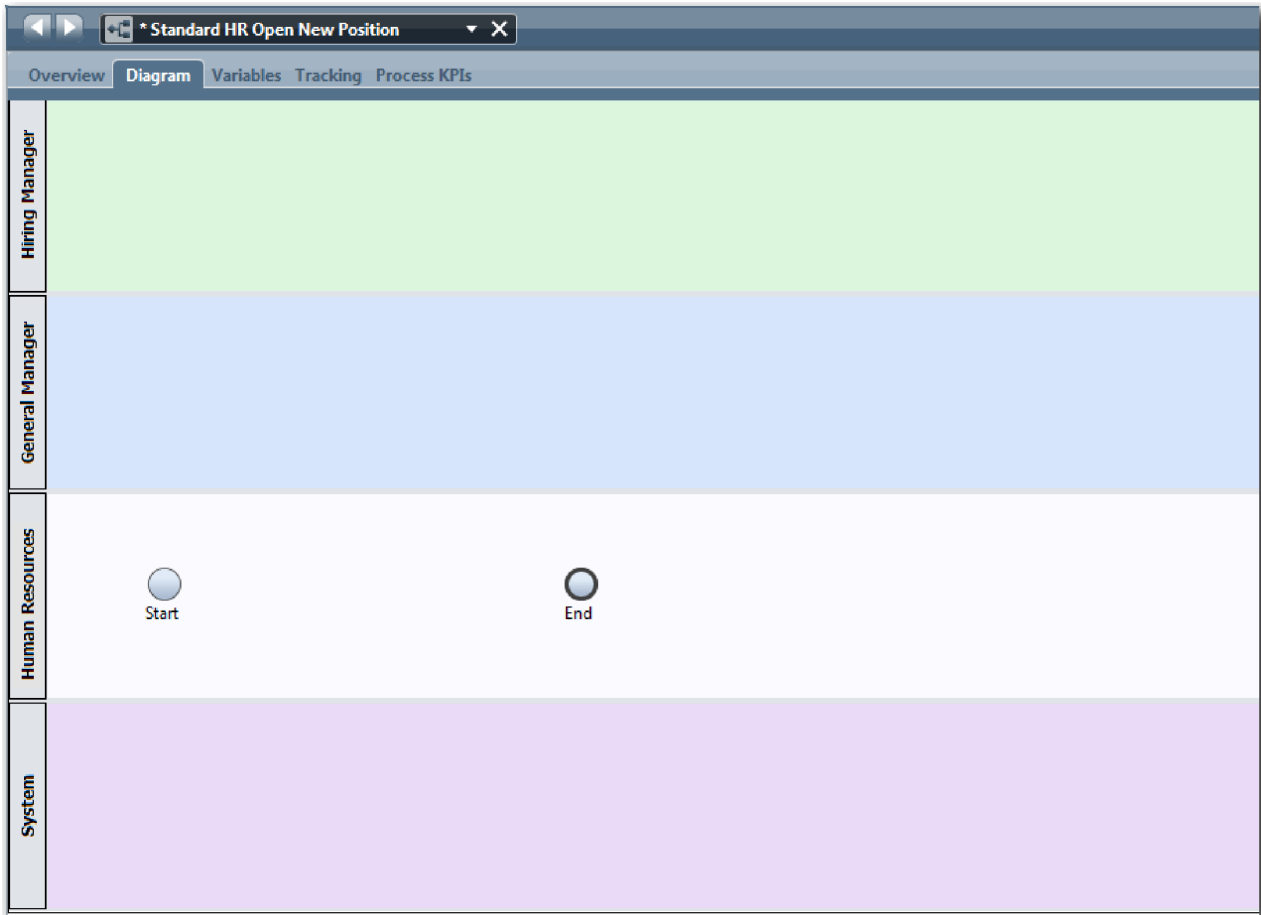 * Standard HR Open New Position
Overview Diagram Variables Tracking Process KPIs
Hiring Manager
General Manager
Human Resources
Start
End
System